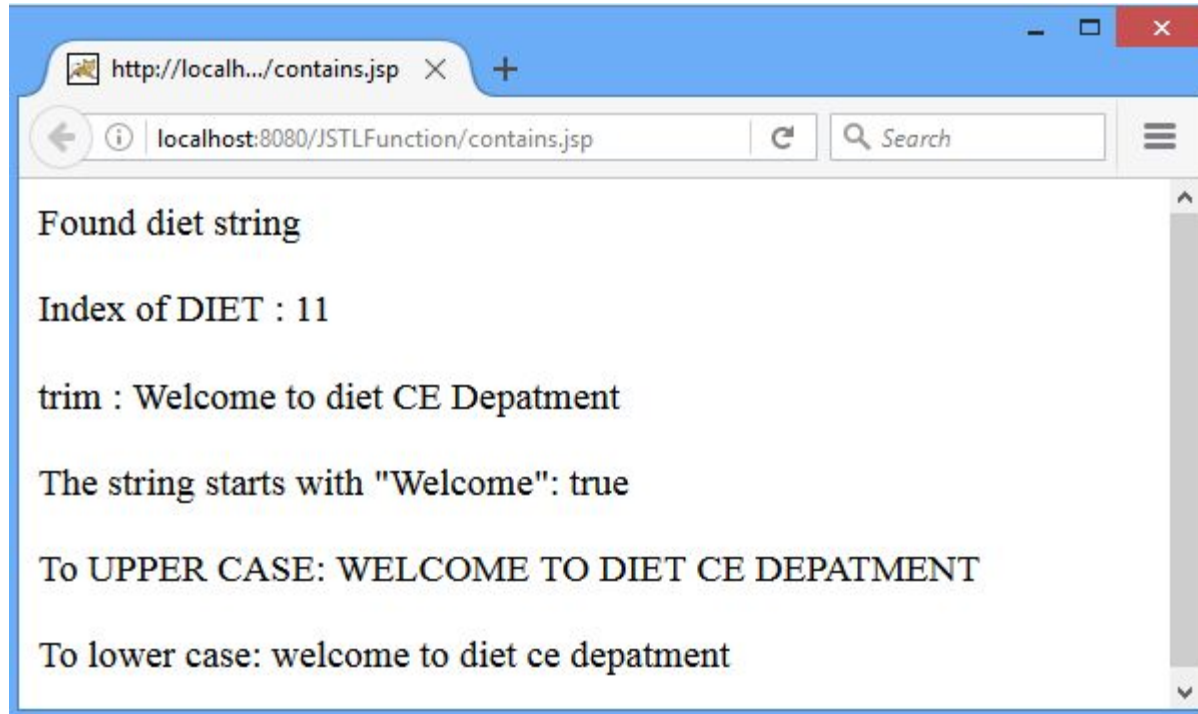 http://localh.../contains.jsp
localhost:8080/JSTLFunction/contains.jsp
Search
Found diet string
Index of DIET : 11
trim : Welcome to diet CE Depatment
The string starts with "Welcome": true
To UPPER CASE: WELCOME TO DIET CE DEPATMENT
To lower case: welcome to diet ce depatment